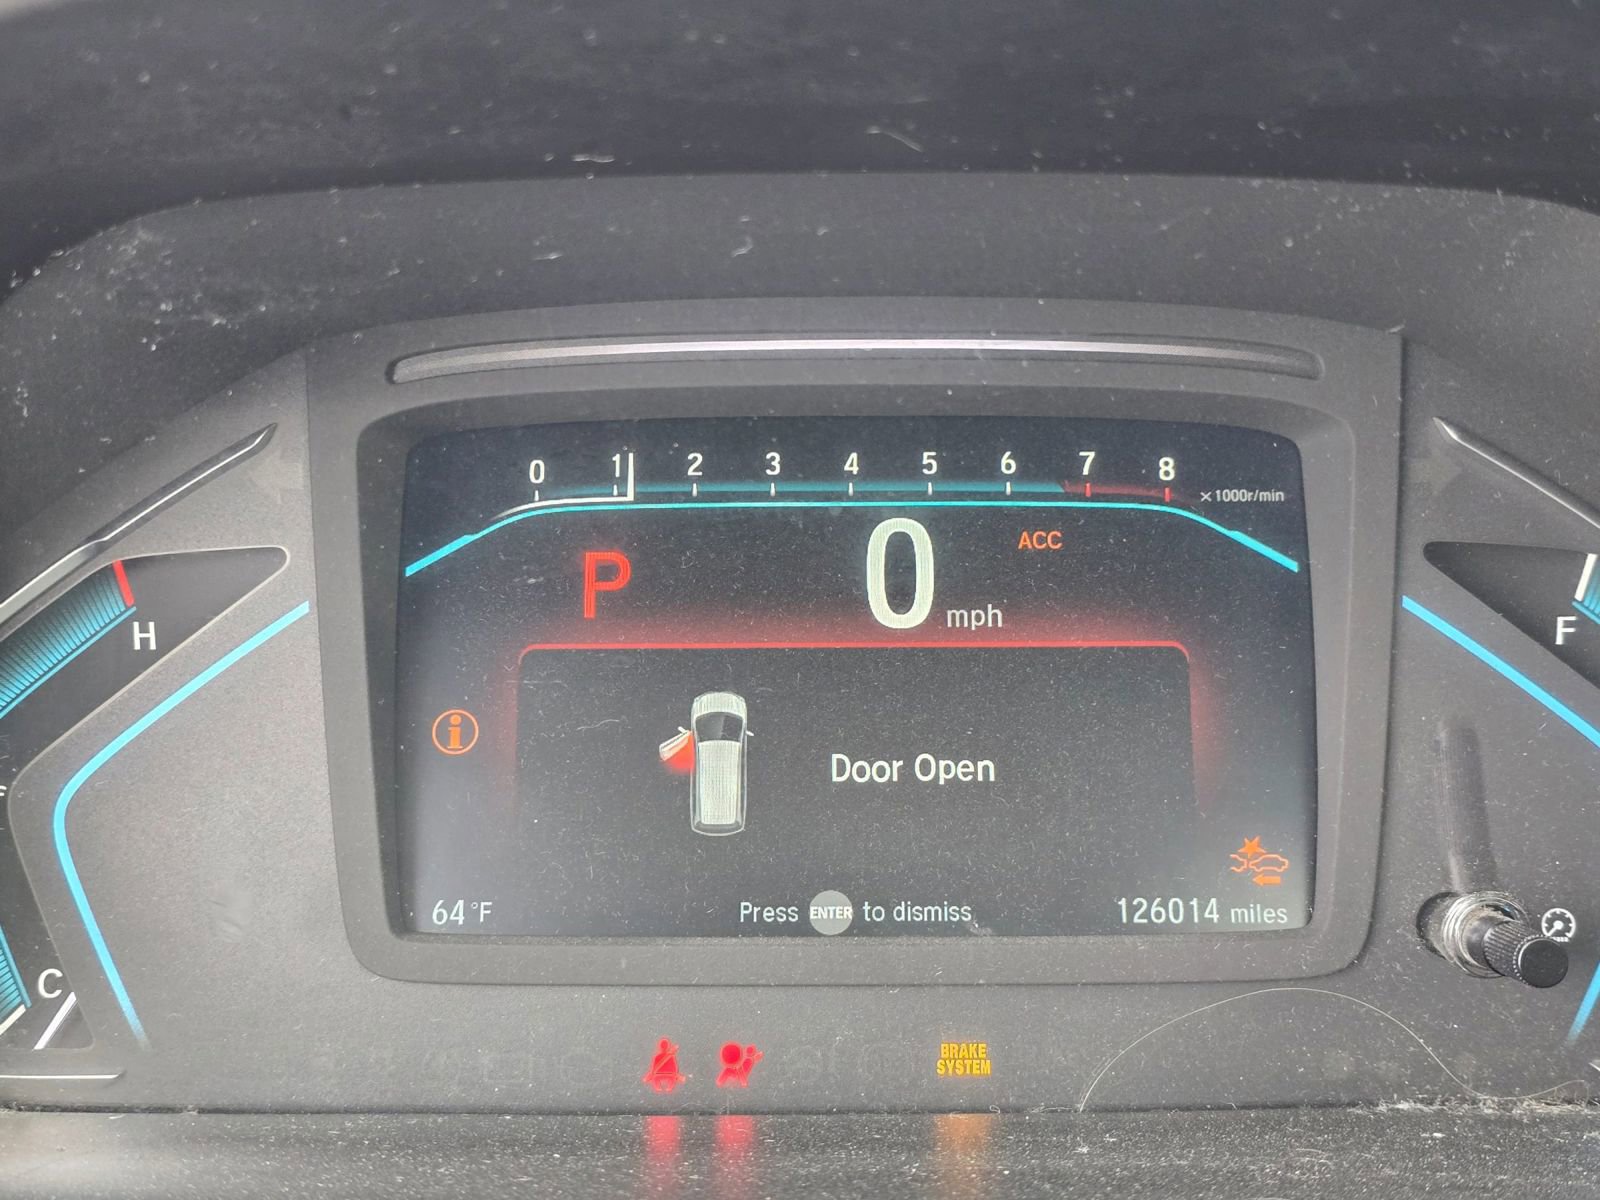 0 1 2 3 4 5 6 7 8
x1000r/min
P
0 mph
ACC
H
F
Door Open
64°F
Press ENTER to dismiss
126014 miles
C
BRAKE
SYSTEM